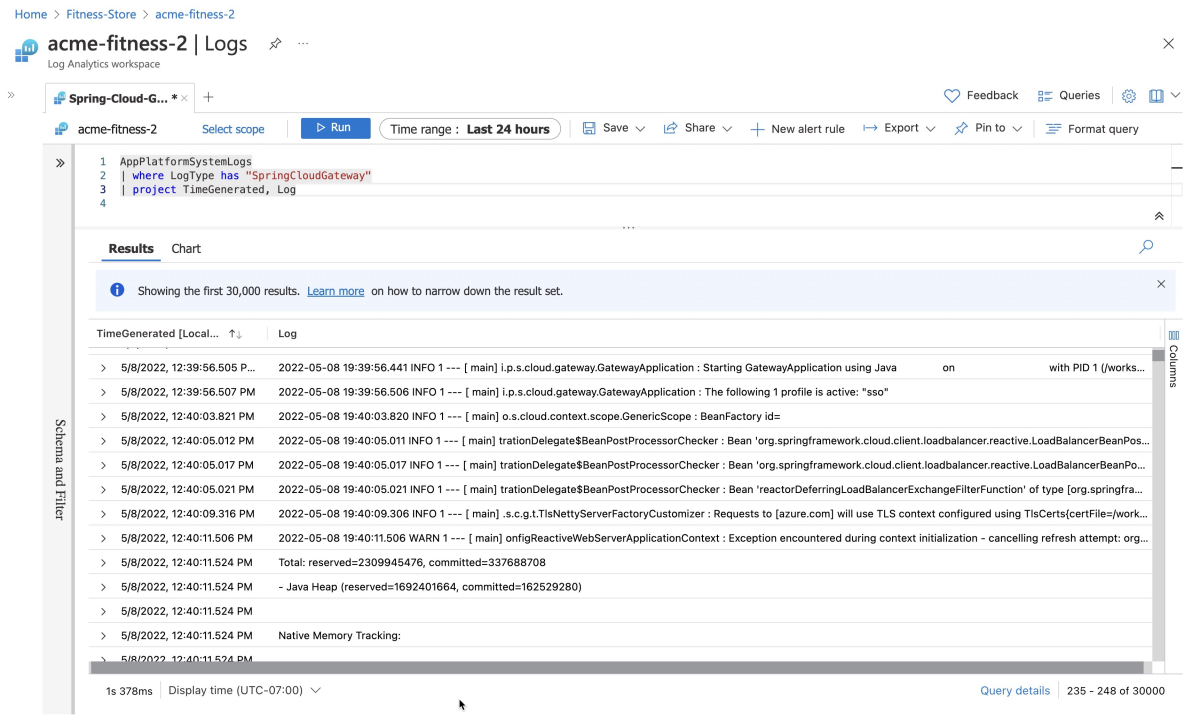 Home > Fitness-Store > acme-fitness-2
acme-fitness-2 | Logs ...
Log Analytics workspace
Spring-Cloud-G... *
Feedback Queries
acme-fitness-2 Select scope Run Time range : Last 24 hours Save Share New alert rule Export Pin to Format query
1 AppPlatformSystemLogs
2 | where LogType has "SpringCloudGateway"
3 | project TimeGenerated, Log
4
Results Chart
Showing the first 30,000 results. Learn more on how to narrow down the result set.
TimeGenerated [Local... Log
Columns
5/8/2022, 12:39:56.505 P... 2022-05-08 19:39:56.441 INFO 1 --- [ main] i.p.s.cloud.gateway.GatewayApplication : Starting GatewayApplication using Java on with PID 1 (/works...
5/8/2022, 12:39:56.507 PM 2022-05-08 19:39:56.506 INFO 1 --- [ main] i.p.s.cloud.gateway.GatewayApplication : The following 1 profile is active: "sso"
5/8/2022, 12:40:03.821 PM 2022-05-08 19:40:03.820 INFO 1 --- [ main] o.s.cloud.context.scope.GenericScope : BeanFactory id=
5/8/2022, 12:40:05.012 PM 2022-05-08 19:40:05.011 INFO 1 --- [ main] trationDelegate$BeanPostProcessorChecker : Bean 'org.springframework.cloud.client.loadbalancer.reactive.LoadBalancerBeanPos...
5/8/2022, 12:40:05.017 PM 2022-05-08 19:40:05.017 INFO 1 --- [ main] trationDelegate$BeanPostProcessorChecker : Bean 'org.springframework.cloud.client.loadbalancer.reactive.LoadBalancerBeanPo...
5/8/2022, 12:40:05.021 PM 2022-05-08 19:40:05.021 INFO 1 --- [ main] trationDelegate$BeanPostProcessorChecker : Bean 'reactorDeferringLoadBalancerExchangeFilterFunction' of type [org.springfra...
5/8/2022, 12:40:09.316 PM 2022-05-08 19:40:09.306 INFO 1 --- [ main] .s.c.g.t.TlsNettyServerFactoryCustomizer : Requests to [azure.com] will use TLS context configured using TlsCerts{certFile=/work...
5/8/2022, 12:40:11.506 PM 2022-05-08 19:40:11.506 WARN 1 --- [ main] onfigReactiveWebServerApplicationContext : Exception encountered during context initialization - cancelling refresh attempt: org...
5/8/2022, 12:40:11.524 PM Total: reserved=2309945476, committed=337688708
5/8/2022, 12:40:11.524 PM - Java Heap (reserved=1692401664, committed=162529280)
5/8/2022, 12:40:11.524 PM
5/8/2022, 12:40:11.524 PM Native Memory Tracking:
5/8/2022, 12:40:11.524 PM
Schema and Filter
1s 378ms Display time (UTC-07:00) Query details 235 - 248 of 30000